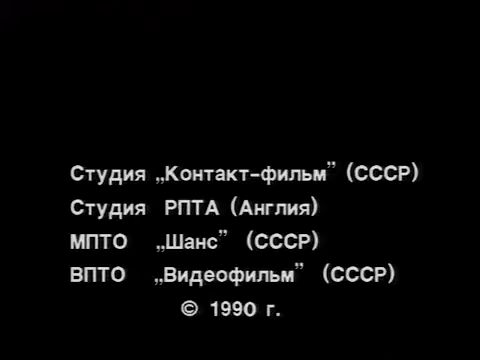 Студия „Контакт-фильм” (СССР)
Студия РПТА (Англия)
МПТО „Шанс” (СССР)
ВПТО „Видеофильм” (СССР)
© 1990 г.